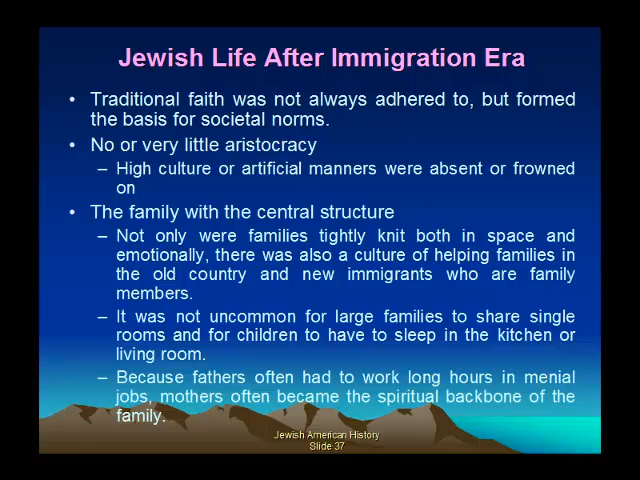 Jewish Life After Immigration Era
• Traditional faith was not always adhered to, but formed
the basis for societal norms.
• No or very little aristocracy
– High culture or artificial manners were absent or frowned
on
• The family with the central structure
– Not only were families tightly knit both in space and
emotionally, there was also a culture of helping families in
the old country and new immigrants who are family
members.
– It was not uncommon for large families to share single
rooms and for children to have to sleep in the kitchen or
living room.
– Because fathers often had to work long hours in menial
jobs, mothers often became the spiritual backbone of the
family.
Jewish American History
Slide 37